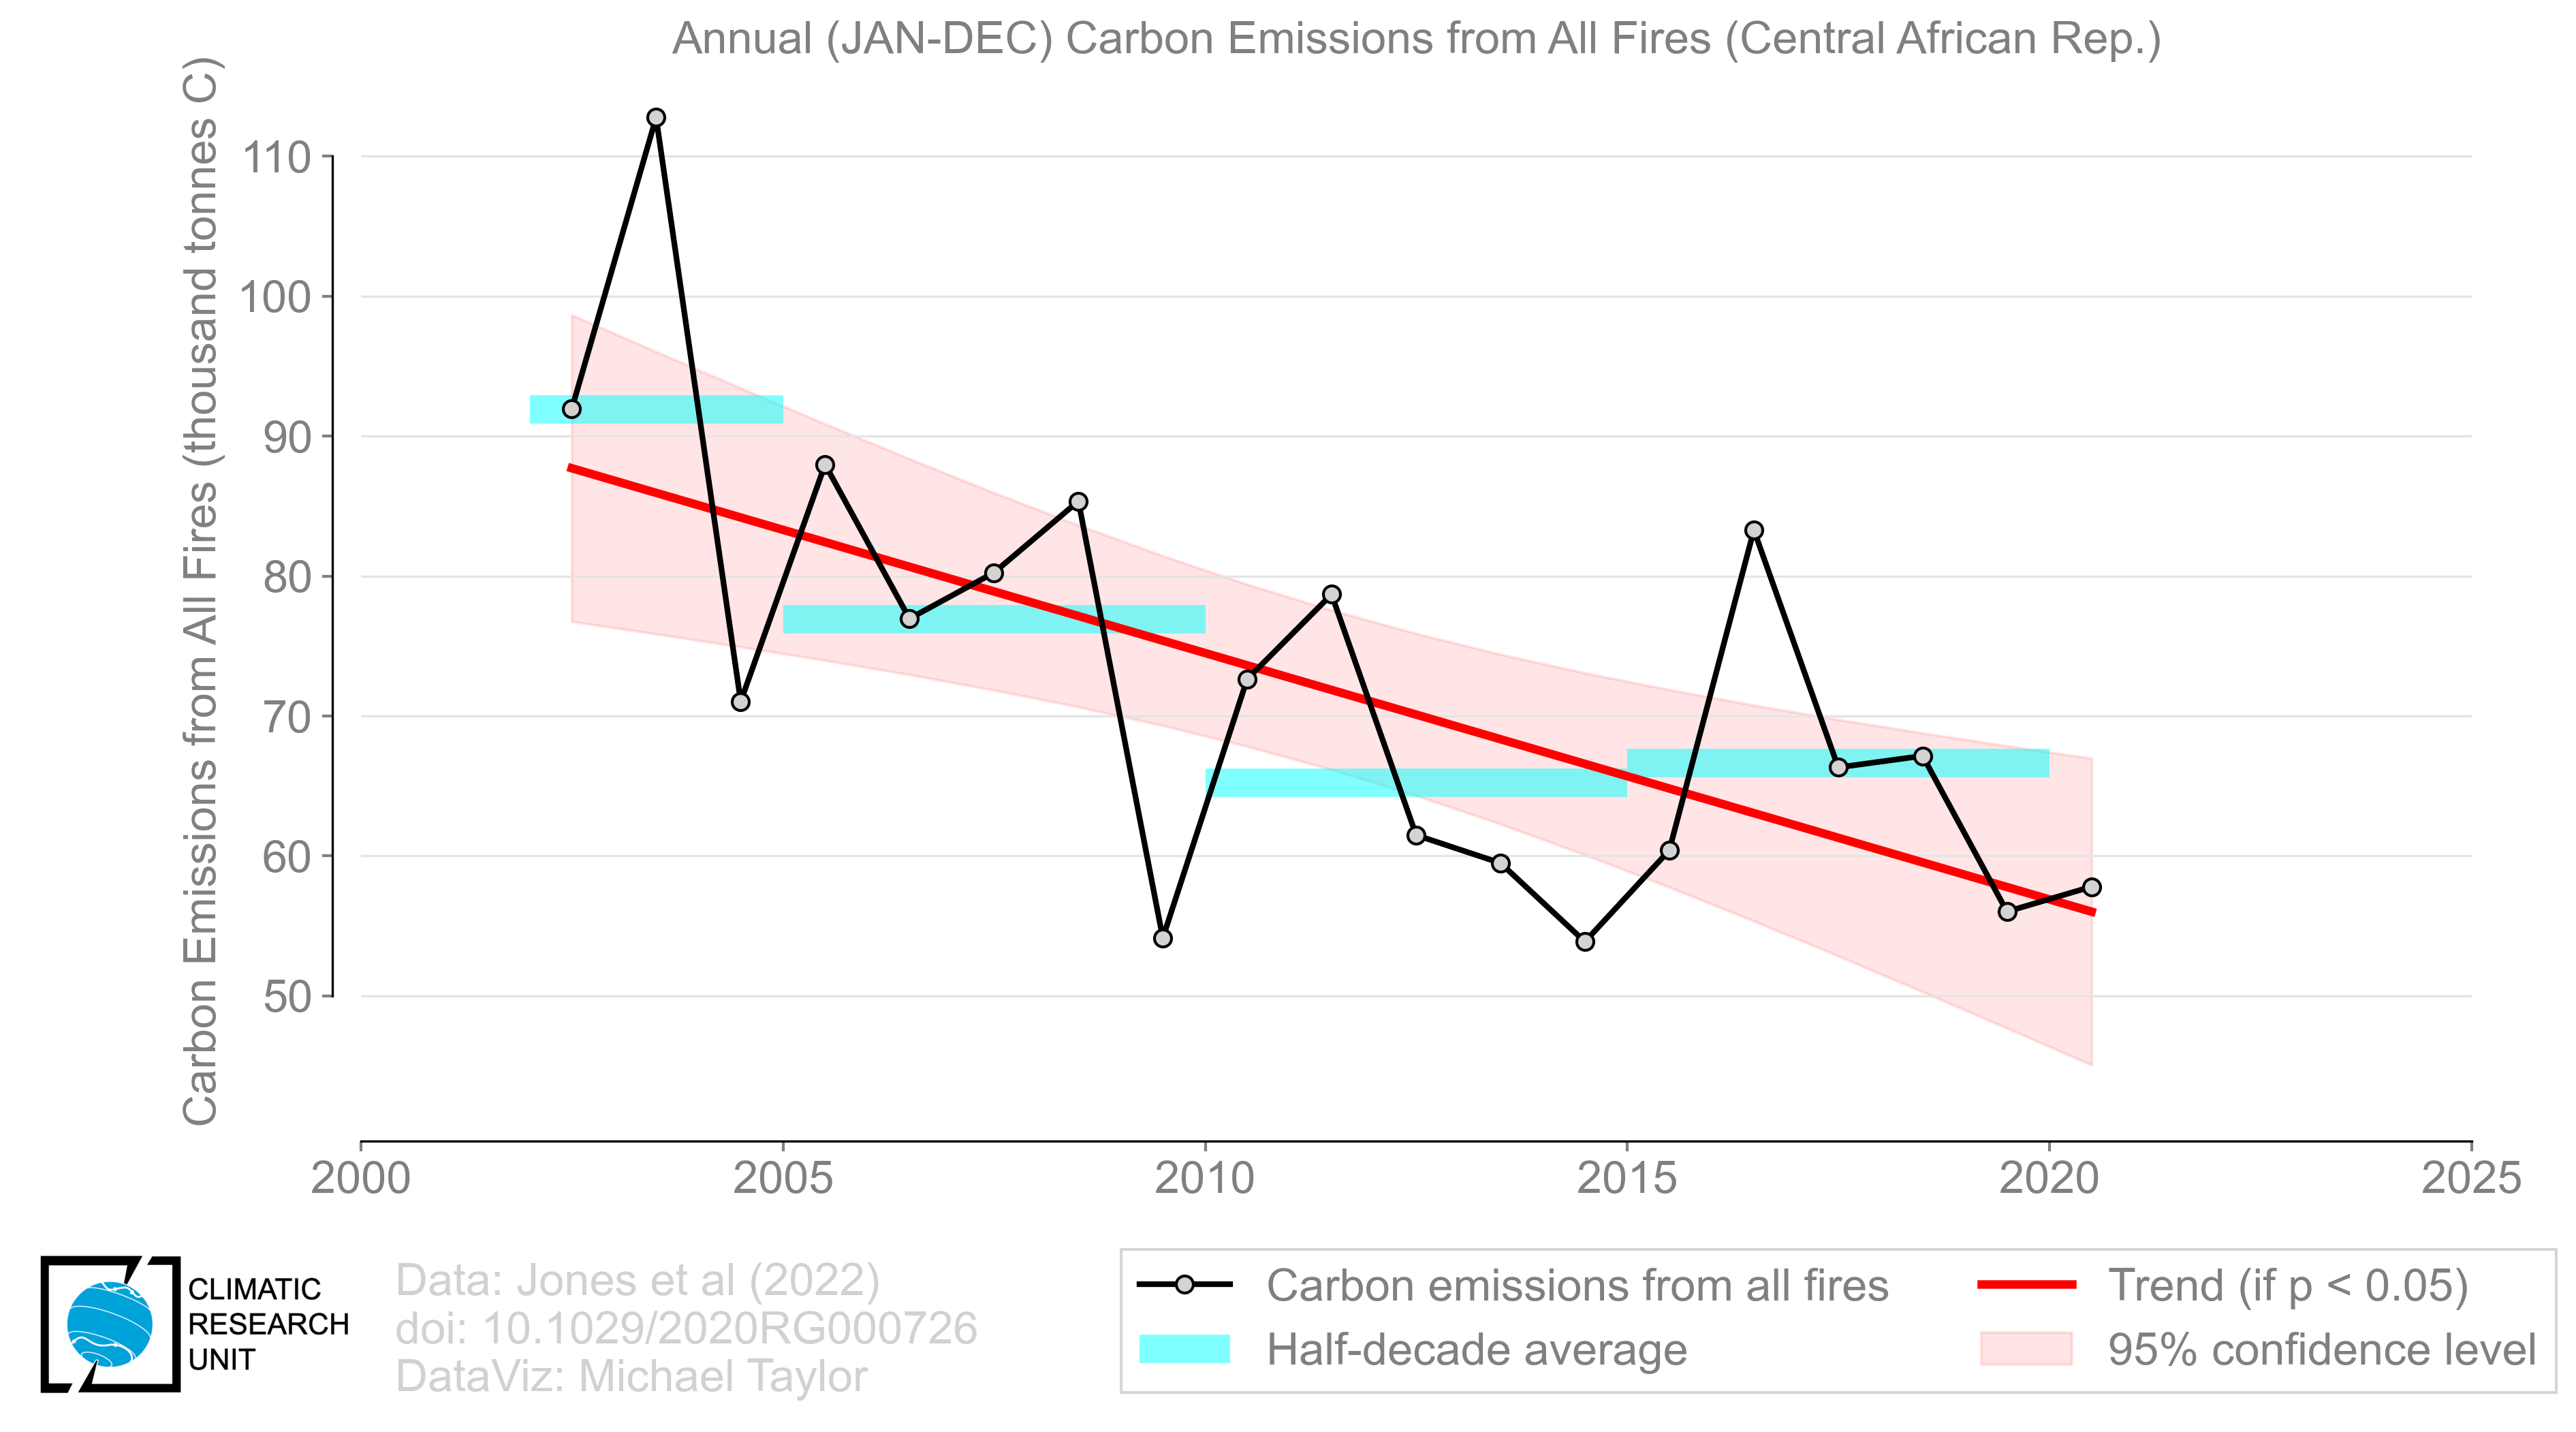 Annual (JAN-DEC) Carbon Emissions from All Fires (Central African Rep.)
Carbon Emissions from All Fires (thousand tonnes C)
110
100
90
80
70
60
50
2000 2005 2010 2015 2020 2025
CLIMATIC
RESEARCH
UNIT
Data: Jones et al (2022)
doi: 10.1029/2020RG000726
DataViz: Michael Taylor
Carbon emissions from all fires
Half-decade average
Trend (if p < 0.05)
95% confidence level